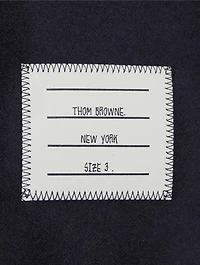 THOM BROWNE.
NEW YORK
SIZE 3 .